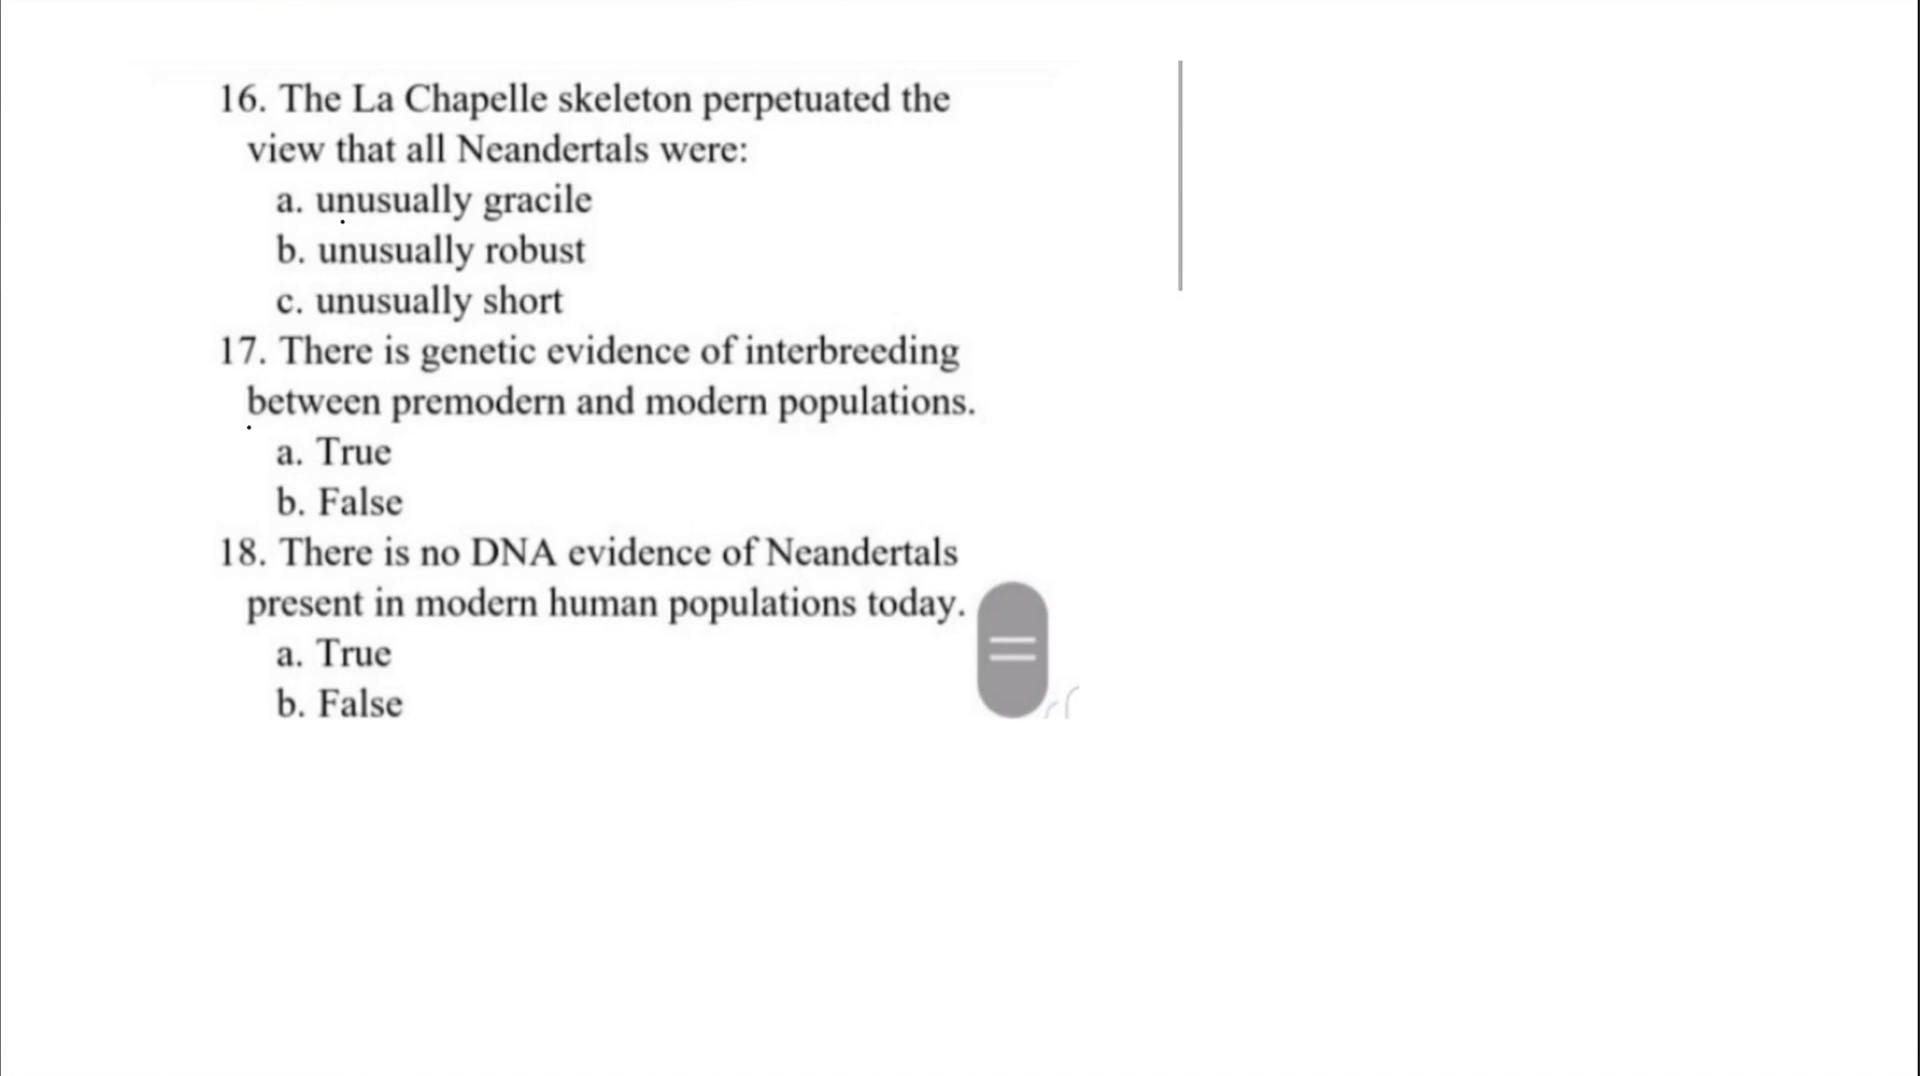 16. The La Chapelle skeleton perpetuated the
view that all Neandertals were:
a. unusually gracile
b. unusually robust
c. unusually short
17. There is genetic evidence of interbreeding
between premodern and modern populations.
a. True
b. False
18. There is no DNA evidence of Neandertals
present in modern human populations today.
a. True
b. False